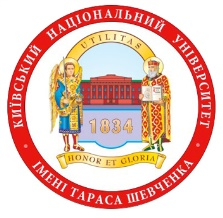 КИЇВСЬКИЙ НАЦІОНАЛЬНИЙ УНІВЕРСИТЕТ
ІМЕНІ ТАРАСА ШЕВЧЕНКА
UTILITAS
1834
HONOR ET GLORIA